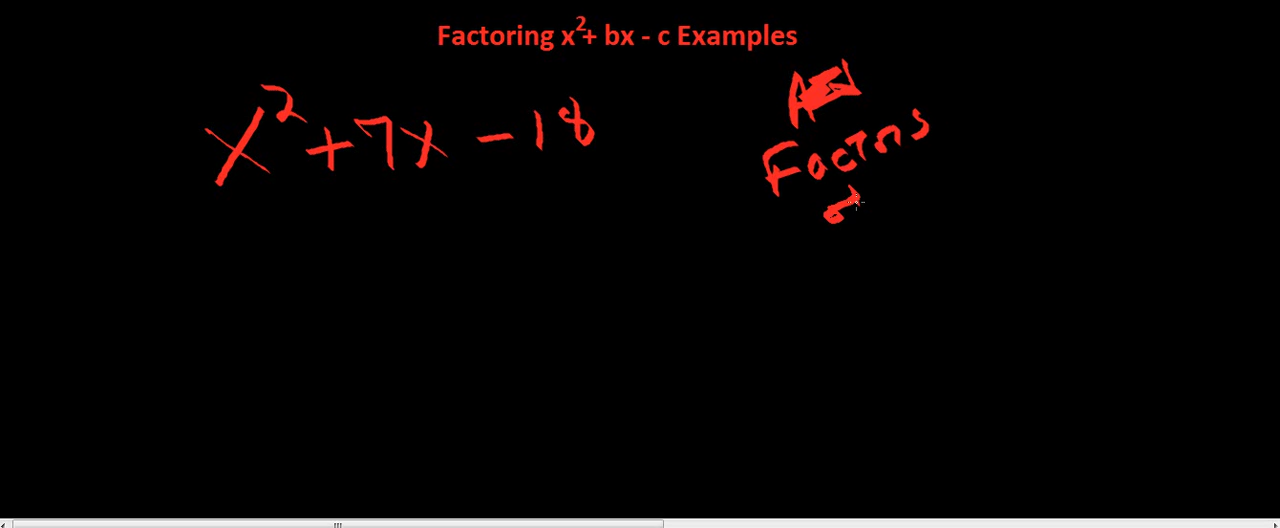 Factoring x²+ bx - c Examples
x²+7x-18
Factors